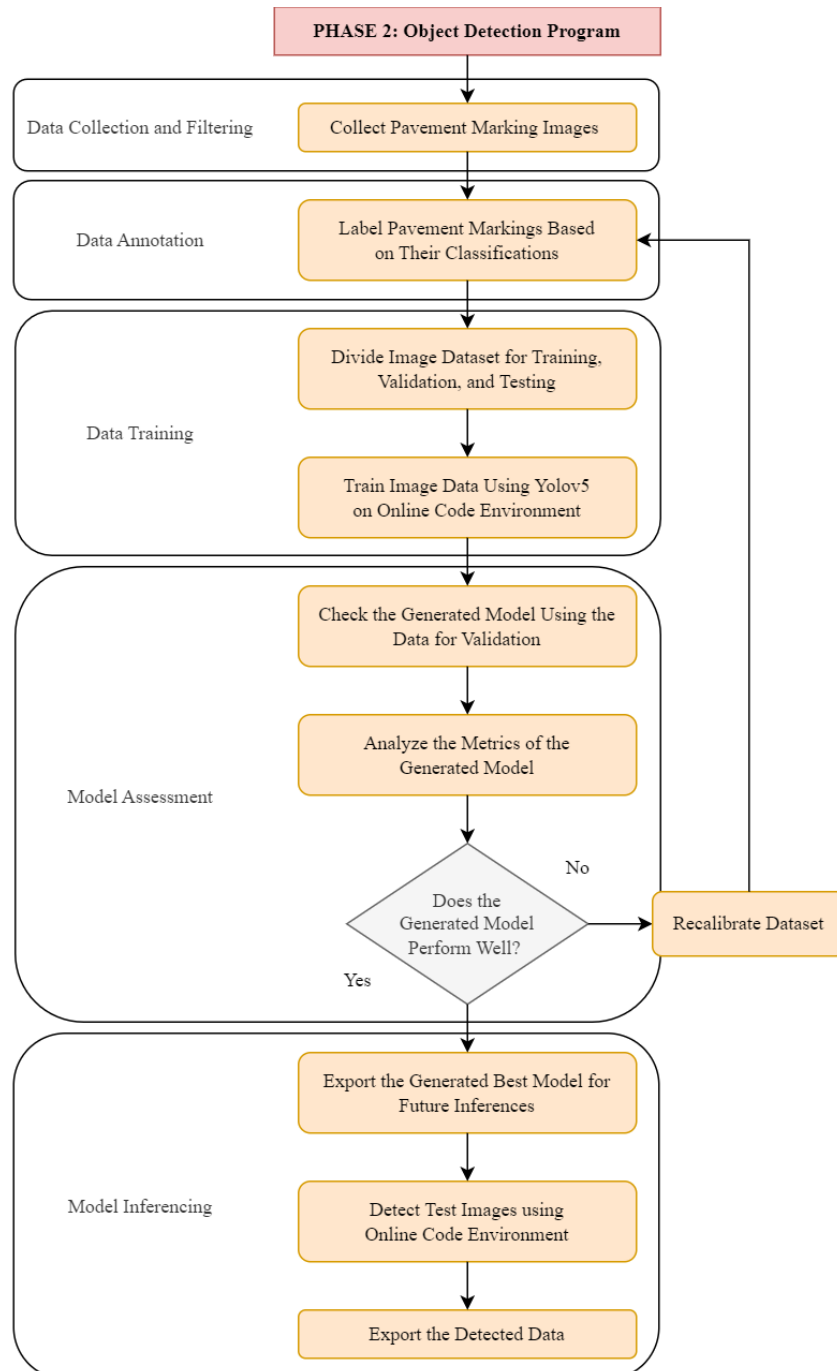 PHASE 2: Object Detection Program
Data Collection and Filtering
Collect Pavement Marking Images
Data Annotation
Label Pavement Markings Based
on Their Classifications
Data Training
Divide Image Dataset for Training,
Validation, and Testing
Train Image Data Using Yolov5
on Online Code Environment
Model Assessment
Check the Generated Model Using the
Data for Validation
Analyze the Metrics of the
Generated Model
Does the
Generated Model
Perform Well?
No
Recalibrate Dataset
Yes
Model Inferencing
Export the Generated Best Model for
Future Inferences
Detect Test Images using
Online Code Environment
Export the Detected Data